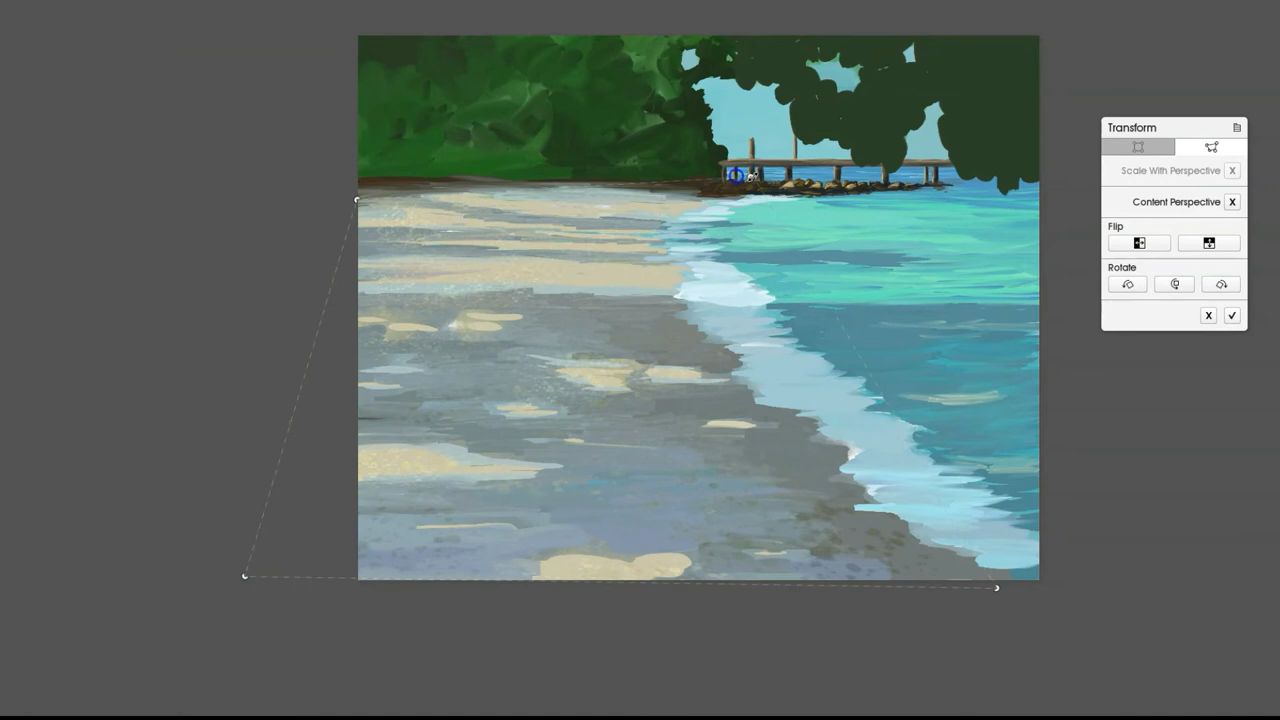 Transform
Scale With Perspective X
Content Perspective X
Flip
Rotate
X